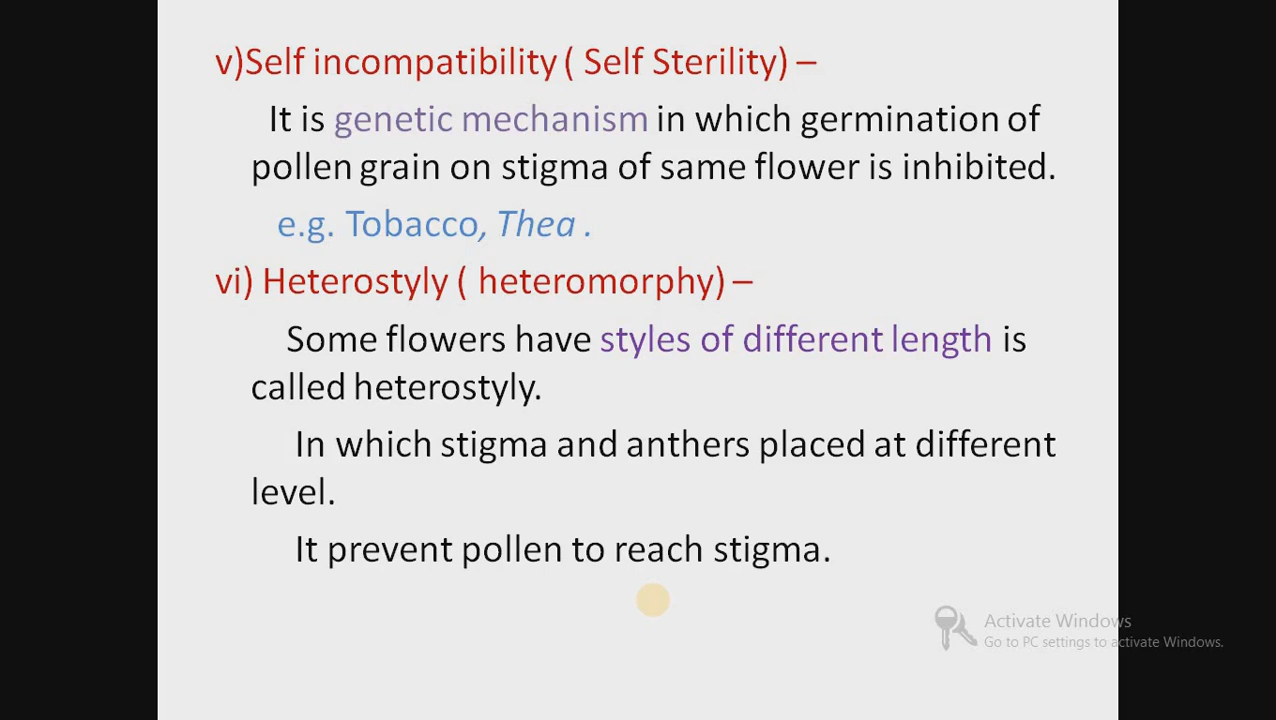 v)Self incompatibility ( Self Sterility) –
It is genetic mechanism in which germination of
pollen grain on stigma of same flower is inhibited.
e.g. Tobacco, Thea .
vi) Heterostyly ( heteromorphy) –
Some flowers have styles of different length is
called heterostyly.
In which stigma and anthers placed at different
level.
It prevent pollen to reach stigma.
Activate Windows
Go to PC settings to activate Windows.